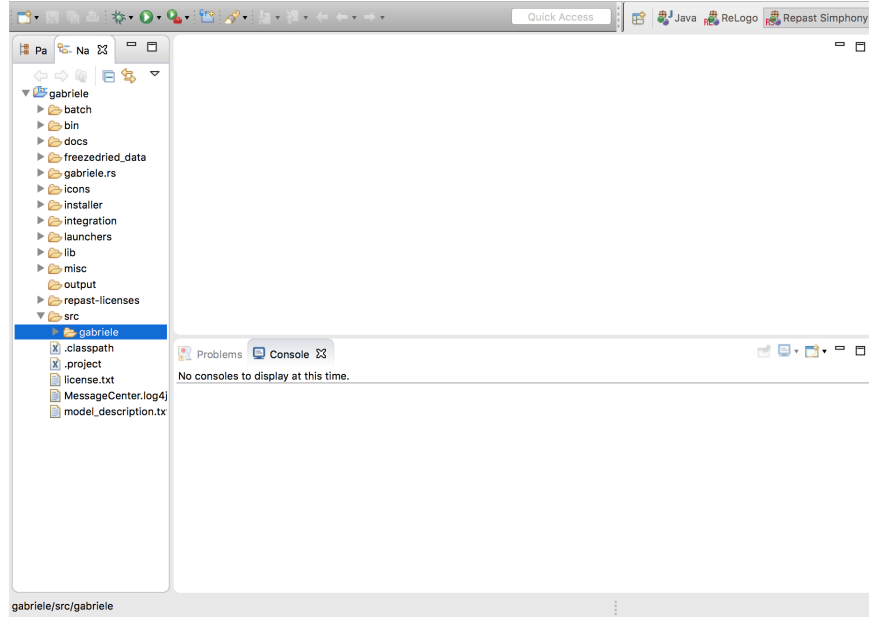 Quick Access
Java
ReLogo
Repast Simphony
Pa
Na
gabriele
batch
bin
docs
freezedried_data
gabriele.rs
icons
installer
integration
launchers
lib
misc
output
repast-licenses
src
gabriele
.classpath
.project
license.txt
MessageCenter.log4j
model_description.tx
Problems
Console
No consoles to display at this time.
gabriele/src/gabriele